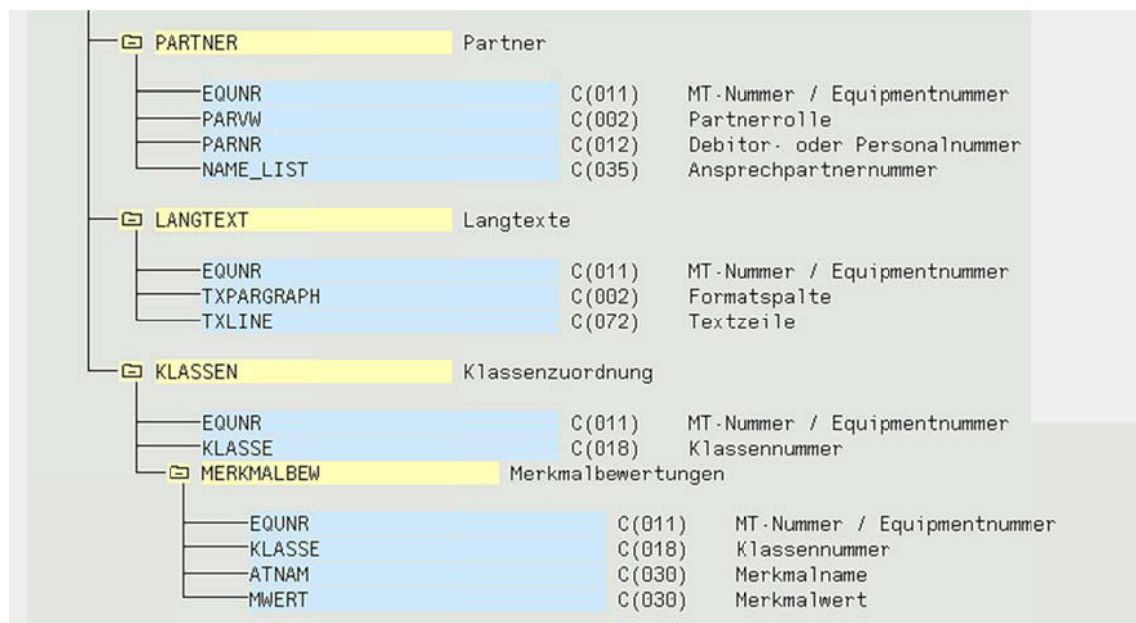 PARTNER Partner
EQUNR C(011) MT-Nummer / Equipmentnummer
PARVW C(002) Partnerrolle
PARNR C(012) Debitor- oder Personalnummer
NAME_LIST C(035) Ansprechpartnernummer
LANGTEXT Langtexte
EQUNR C(011) MT-Nummer / Equipmentnummer
TXPARGRAPH C(002) Formatspalte
TXLINE C(072) Textzeile
KLASSEN Klassenzuordnung
EQUNR C(011) MT-Nummer / Equipmentnummer
KLASSE C(018) Klassennummer
MERKMALBEW Merkmalbewertungen
EQUNR C(011) MT-Nummer / Equipmentnummer
KLASSE C(018) Klassennummer
ATNAM C(030) Merkmalname
MWERT C(030) Merkmalwert